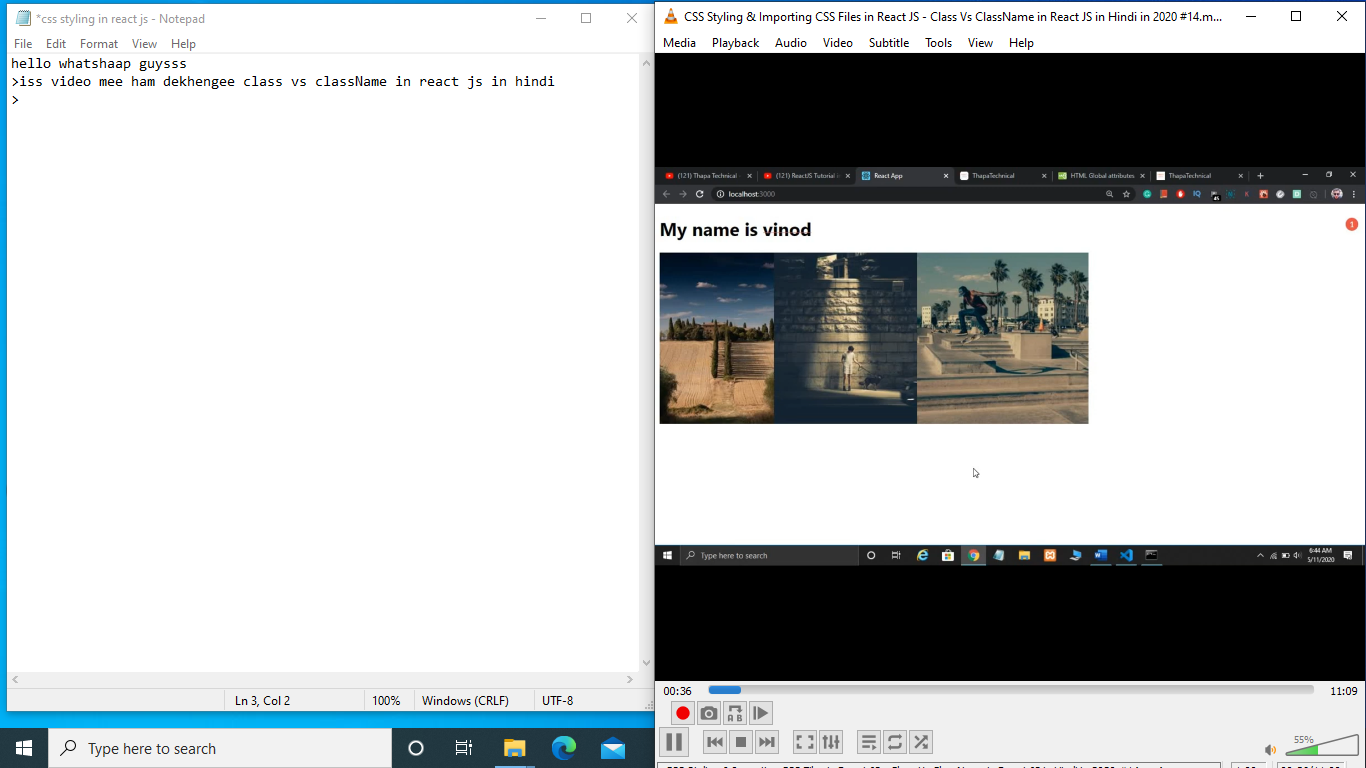 *css styling in react js - Notepad
File Edit Format View Help
hello whatshaap guysss
>iss video mee ham dekhengee class vs className in react js in hindi
>
Ln 3, Col 2 100% Windows (CRLF) UTF-8
Type here to search
CSS Styling & Importing CSS Files in React JS - Class Vs ClassName in React JS in Hindi in 2020 #14.m...
Media Playback Audio Video Subtitle Tools View Help
(121) Thapa Technical (121) ReactJS Tutorial React App ThapaTechnical HTML Global attributes ThapaTechnical
localhost:3000
My name is vinod
1
Type here to search
6:44 AM
5/11/2020
00:36 11:09
A B
55%